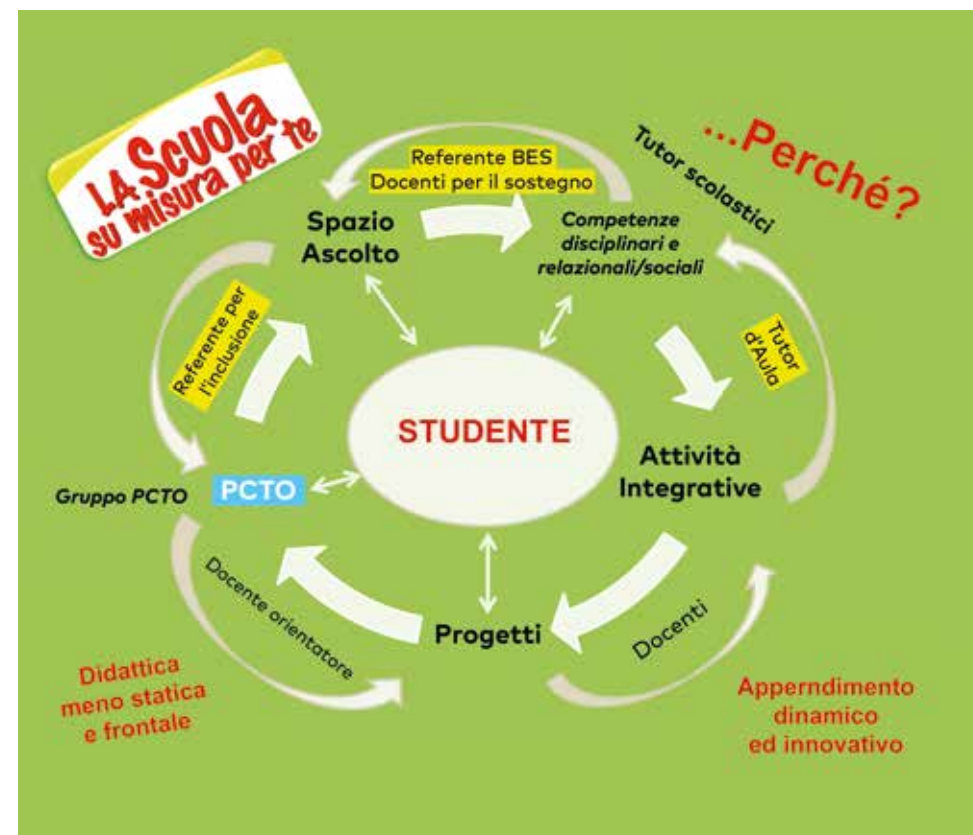 LA Scuola
su misura per te
...Perché?
Referente BES
Docenti per il sostegno
Tutor scolastici
Spazio
Ascolto
Competenze
disciplinari e
relazionali/sociali
Referente per
l'inclusione
Tutor
d'Aula
STUDENTE
Attività
Integrative
Gruppo PCTO
PCTO
Docente orientatore
Progetti
Docenti
Didattica
meno statica
e frontale
Apperndimento
dinamico
ed innovativo